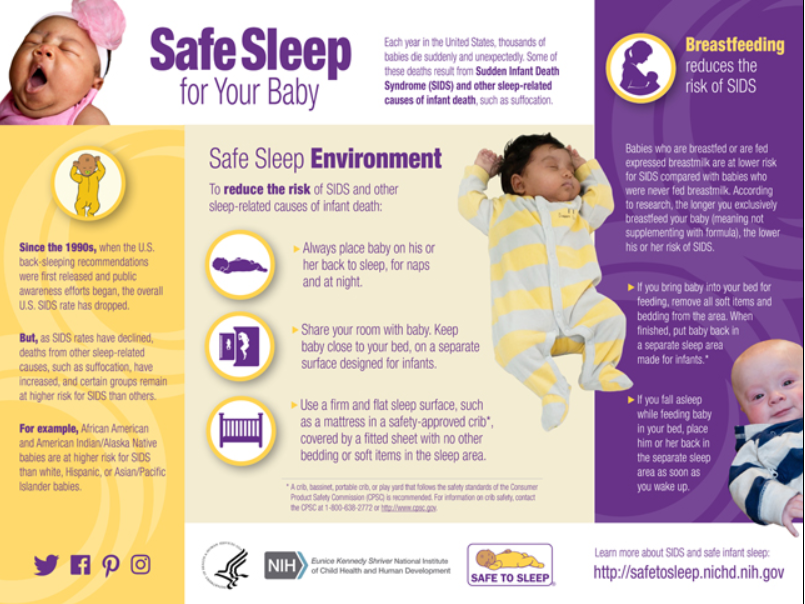 Safe Sleep
for Your Baby
Each year in the United States, thousands of
babies die suddenly and unexpectedly. Some of
these deaths result from Sudden Infant Death
Syndrome (SIDS) and other sleep-related
causes of infant death, such as suffocation.
Breastfeeding
reduces the
risk of SIDS
Since the 1990s, when the U.S.
back-sleeping recommendations
were first released and public
awareness efforts began, the overall
U.S. SIDS rate has dropped.
But, as SIDS rates have declined,
deaths from other sleep-related
causes, such as suffocation, have
increased, and certain groups remain
at higher risk for SIDS than others.
For example, African American
and American Indian/Alaska Native
babies are at higher risk for SIDS
than white, Hispanic, or Asian/Pacific
Islander babies.
Safe Sleep Environment
To reduce the risk of SIDS and other
sleep-related causes of infant death:
Always place baby on his or
her back to sleep, for naps
and at night.
Share your room with baby. Keep
baby close to your bed, on a separate
surface designed for infants.
Use a firm and flat sleep surface, such
as a mattress in a safety-approved crib*,
covered by a fitted sheet with no other
bedding or soft items in the sleep area.
* A crib, bassinet, portable crib, or play yard that follows the safety standards of the Consumer
Product Safety Commission (CPSC) is recommended. For information on crib safety, contact
the CPSC at 1-800-638-2772 or http://www.cpsc.gov.
Babies who are breastfed or are fed
expressed breastmilk are at lower risk
for SIDS compared with babies who
were never fed breastmilk. According
to research, the longer you exclusively
breastfeed your baby (meaning not
supplementing with formula), the lower
his or her risk of SIDS.
If you bring baby into your bed for
feeding, remove all soft items and
bedding from the area. When
finished, put baby back in
a separate sleep area
made for infants.*
If you fall asleep
while feeding baby
in your bed, place
him or her back in
the separate sleep
area as soon as
you wake up.
NIH
Eunice Kennedy Shriver National Institute
of Child Health and Human Development
SAFE TO SLEEP
Learn more about SIDS and safe infant sleep:
http://safetosleep.nichd.nih.gov